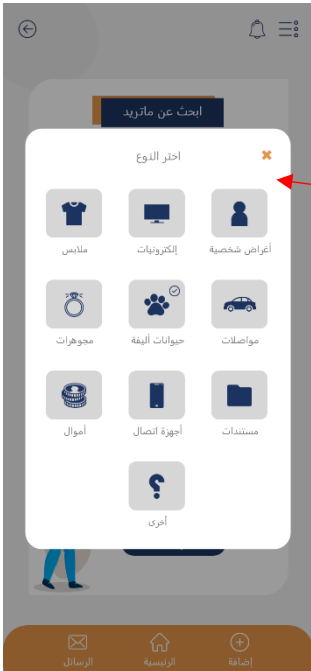 ابحث عن ماتريد
اختر النوع
أغراض شخصية
إلكترونيات
ملابس
مواصلات
حيوانات أليفة
مجوهرات
مستندات
أجهزة اتصال
أموال
أخرى
إضافة
الرئيسية
الرسائل